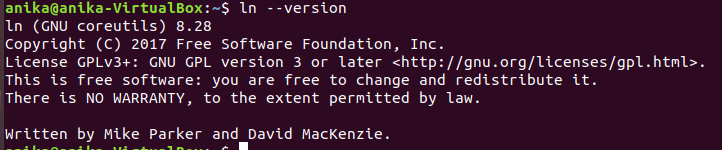 anika@anika-VirtualBox:~$ ln --version
ln (GNU coreutils) 8.28
Copyright (C) 2017 Free Software Foundation, Inc.
License GPLv3+: GNU GPL version 3 or later <http://gnu.org/licenses/gpl.html>.
This is free software: you are free to change and redistribute it.
There is NO WARRANTY, to the extent permitted by law.

Written by Mike Parker and David MacKenzie.
anika@anika-VirtualBox:~$